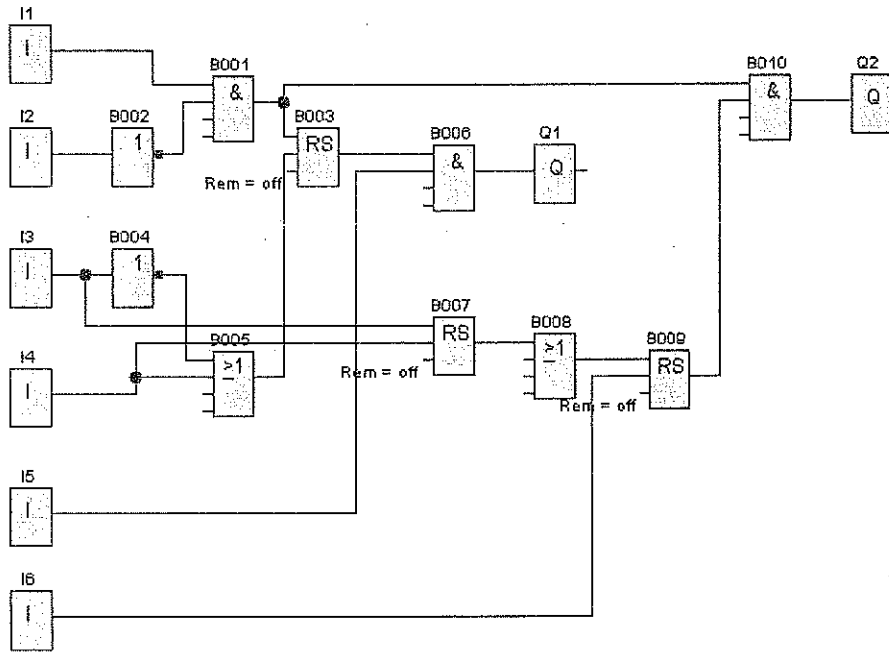 I1
I
B001
&
B010
&
Q2
Q
I2
I
B002
1
B003
RS
Rem = off
B006
&
Q1
Q
I3
I
B004
1
B007
RS
Rem = off
B008
≥1
B009
RS
Rem = off
B005
≥1
I4
I
I5
I
I6
I